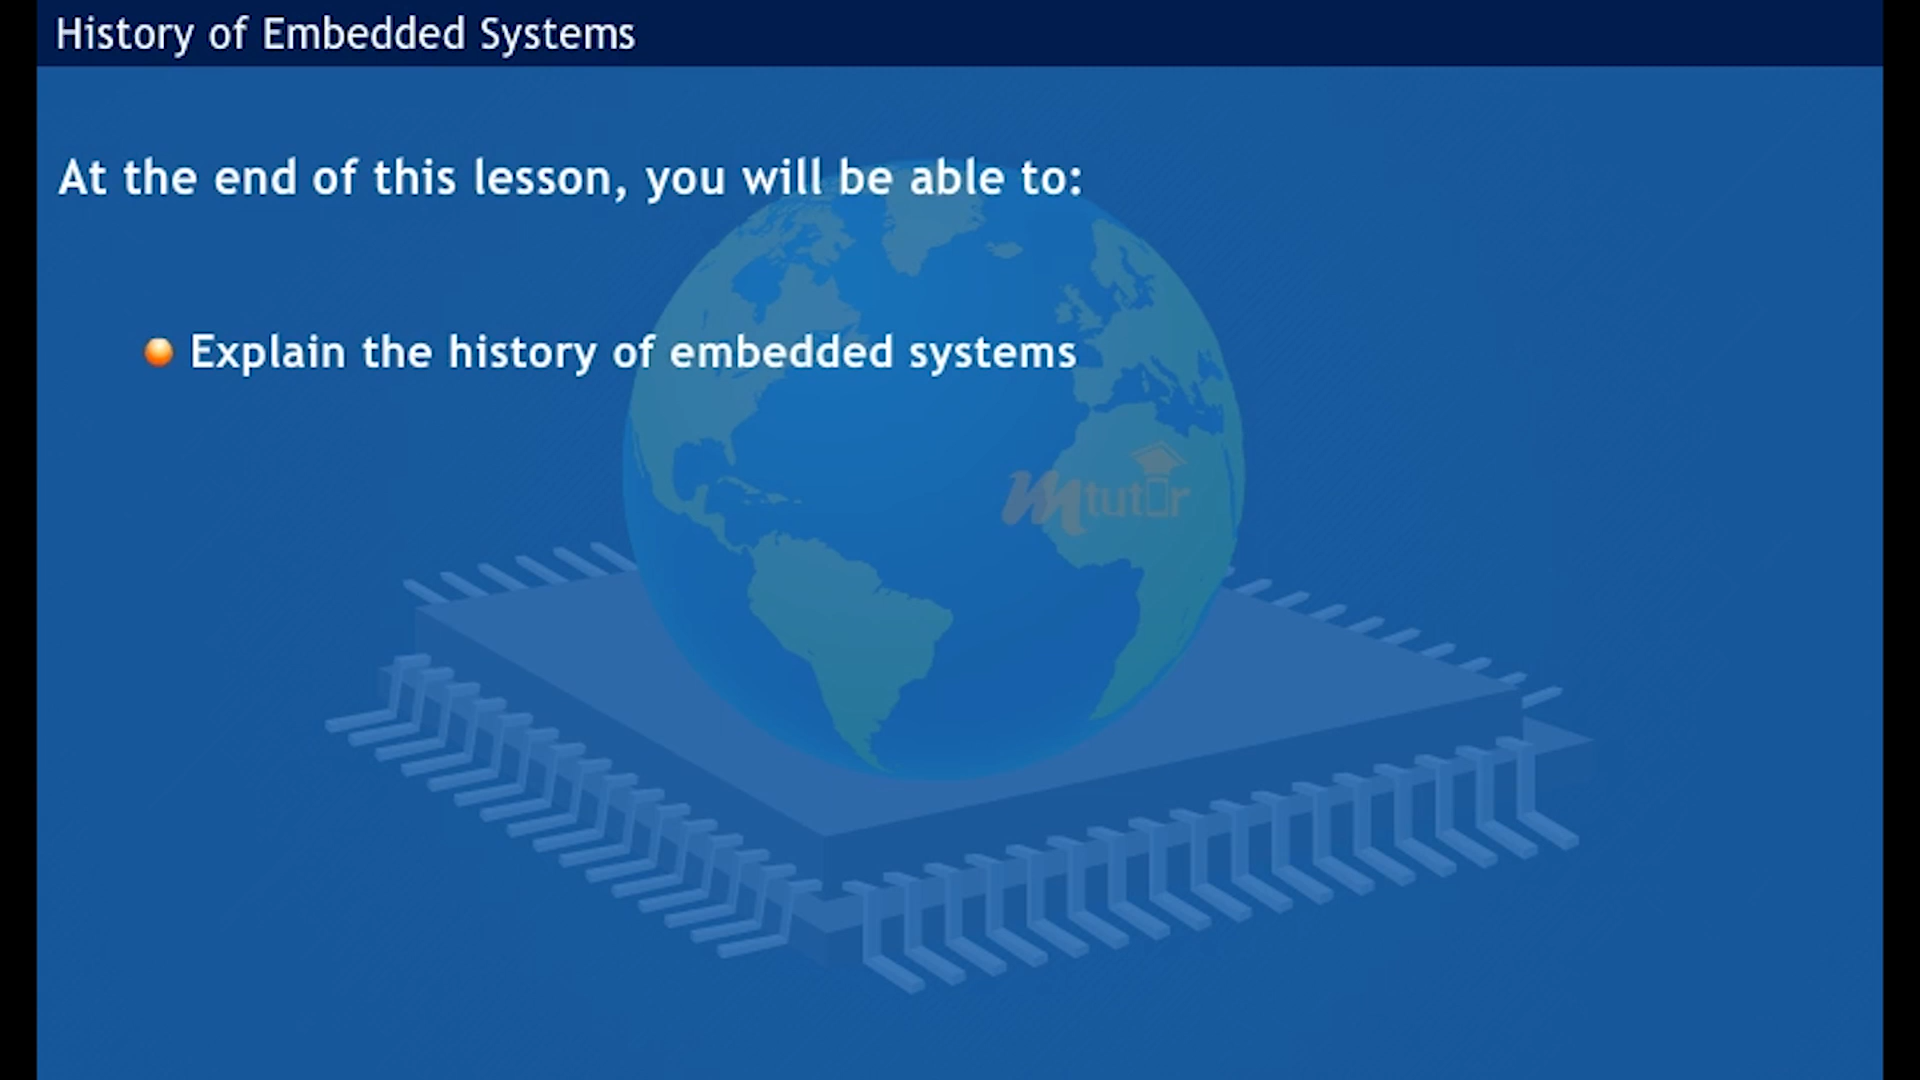 History of Embedded Systems
At the end of this lesson, you will be able to:
Explain the history of embedded systems
Mtutor